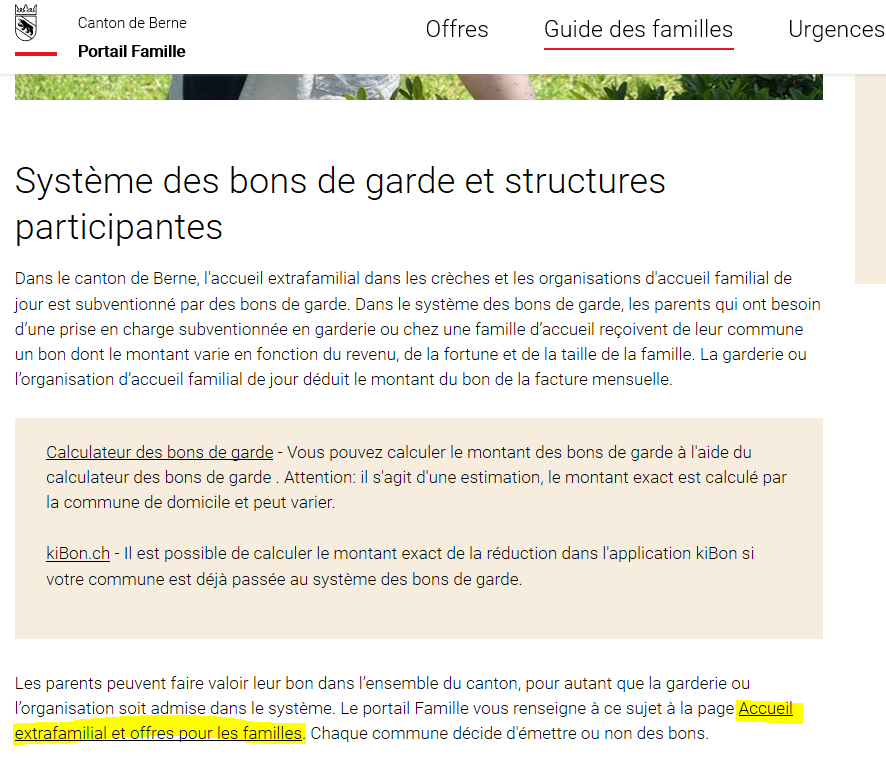 Canton de Berne
Portail Famille
Offres
Guide des familles
Urgences
Système des bons de garde et structures
participantes
Dans le canton de Berne, l'accueil extrafamilial dans les crèches et les organisations d'accueil familial de
jour est subventionné par des bons de garde. Dans le système des bons de garde, les parents qui ont besoin
d’une prise en charge subventionnée en garderie ou chez une famille d’accueil reçoivent de leur commune
un bon dont le montant varie en fonction du revenu, de la fortune et de la taille de la famille. La garderie ou
l’organisation d’accueil familial de jour déduit le montant du bon de la facture mensuelle.
Calculateur des bons de garde - Vous pouvez calculer le montant des bons de garde à l'aide du
calculateur des bons de garde . Attention: il s'agit d'une estimation, le montant exact est calculé par
la commune de domicile et peut varier.
kiBon.ch - Il est possible de calculer le montant exact de la réduction dans l'application kiBon si
votre commune est déjà passée au système des bons de garde.
Les parents peuvent faire valoir leur bon dans l’ensemble du canton, pour autant que la garderie ou
l’organisation soit admise dans le système. Le portail Famille vous renseigne à ce sujet à la page Accueil
extrafamilial et offres pour les familles. Chaque commune décide d'émettre ou non des bons.